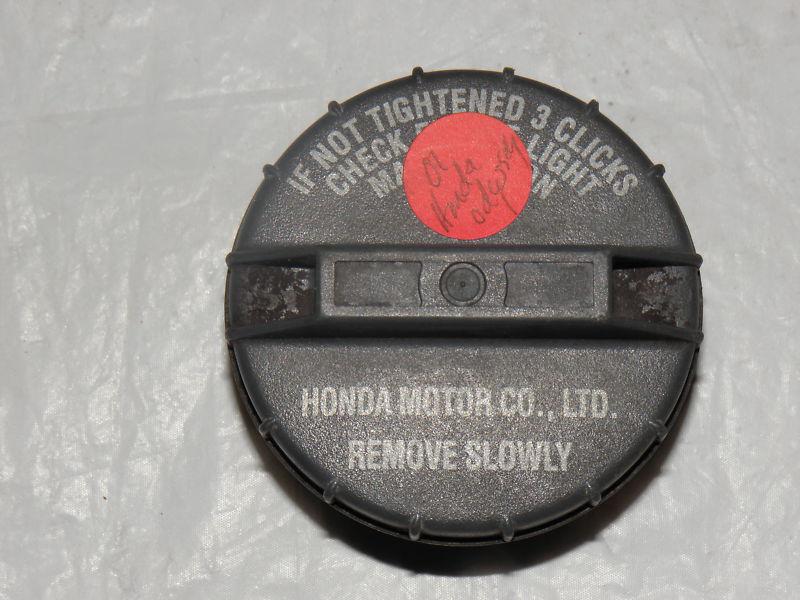 IF NOT TIGHTENED 3 CLICKS
CHECK LIGHT
01
Honda
odyssey
HONDA MOTOR CO., LTD.
REMOVE SLOWLY